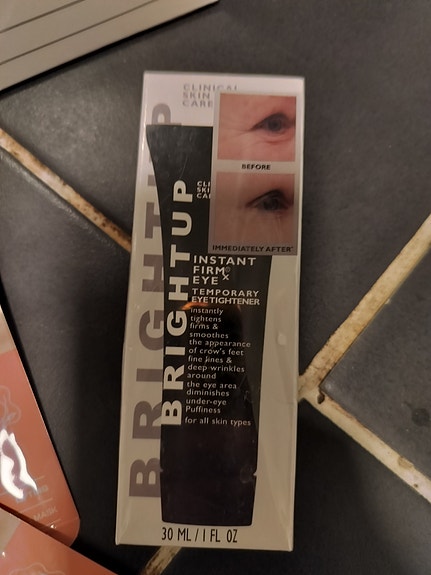 CLINICAL
SKIN
CARE
BRIGHTUP
BEFORE
IMMEDIATELY AFTER*
BRIGHTUP
INSTANT
FIRM®
EYE x
TEMPORARY
EYETIGHTENER
instantly
tightens
firms &
smoothes
the appearance
of crow's feet
fine lines &
deep wrinkles
around
the eye area
diminishes
under-eye
Puffiness
for all skin types
30 ML / 1 FL OZ
MASK